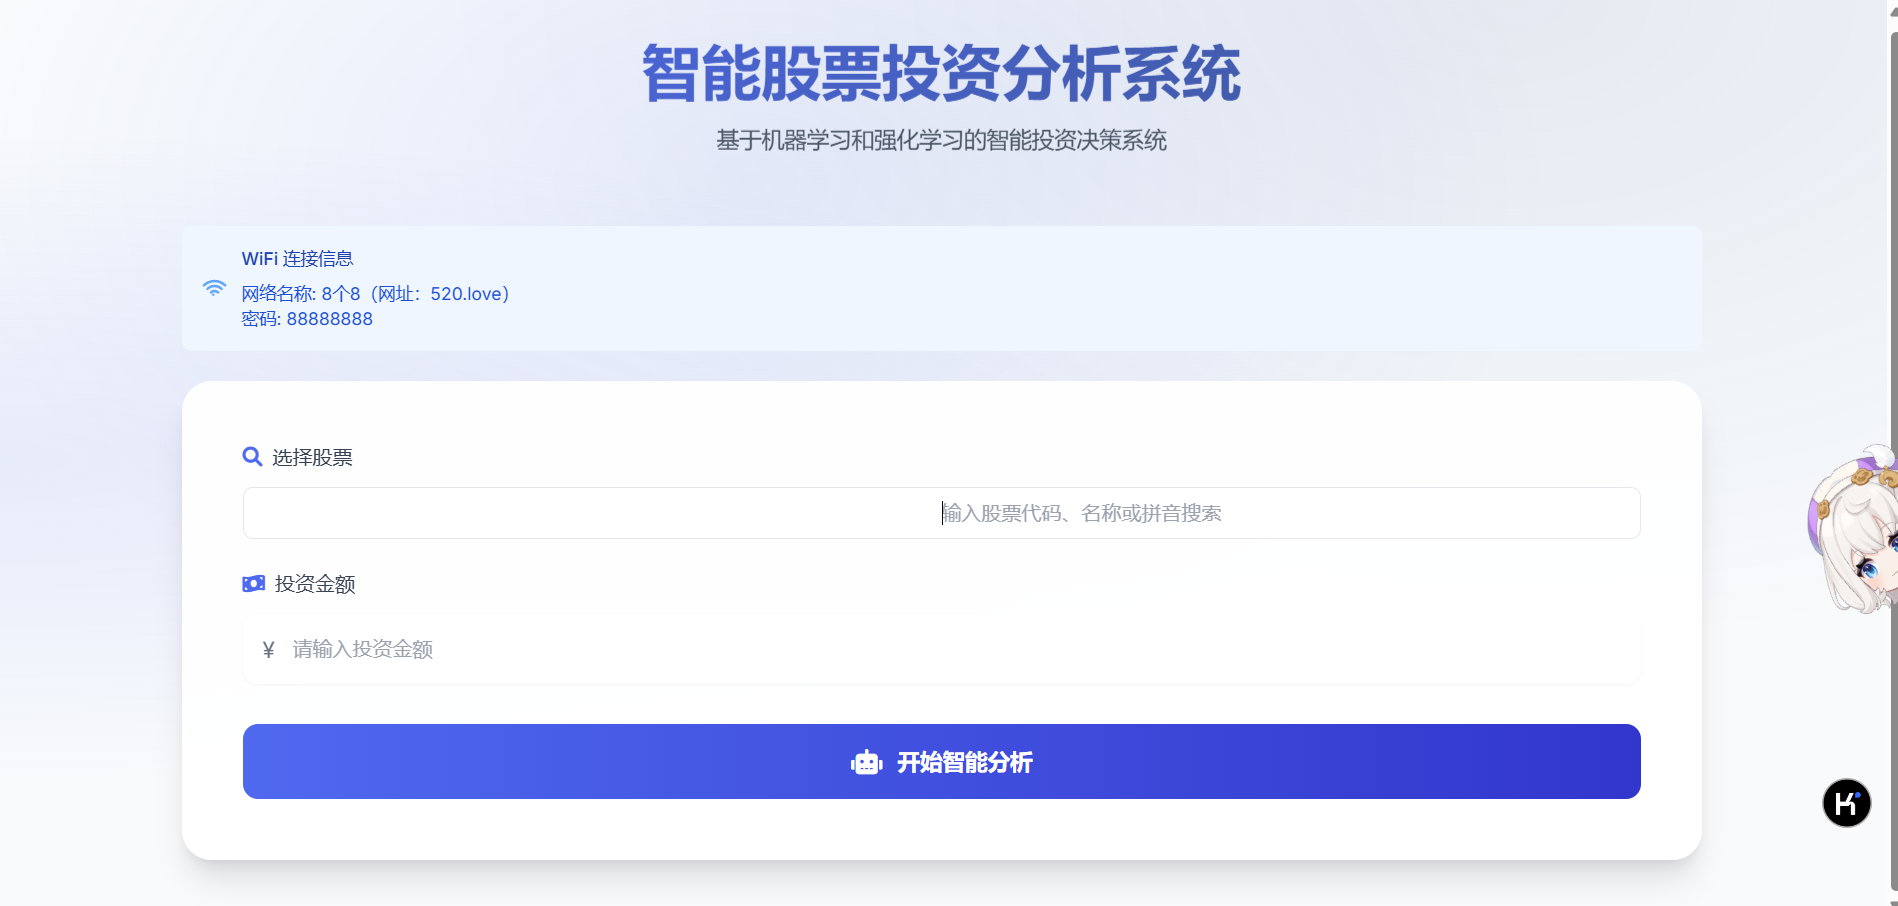 智能股票投资分析系统
基于机器学习和强化学习的智能投资决策系统
WiFi 连接信息
网络名称: 8个8（网址：520.love）
密码: 88888888
选择股票
输入股票代码、名称或拼音搜索
投资金额
¥ 请输入投资金额
开始智能分析
K